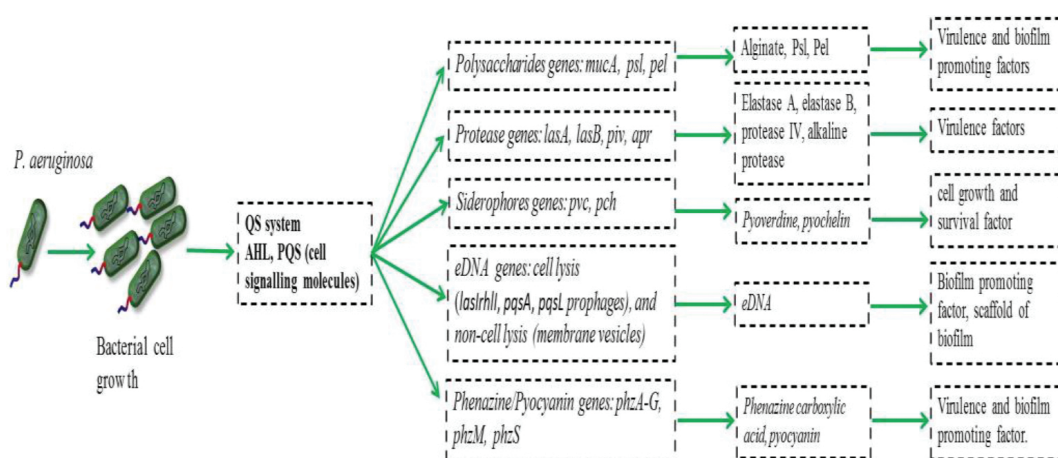 P. aeruginosa
Bacterial cell
growth
QS system
AHL, PQS (cell
signalling molecules)
Polysaccharides genes: mucA, psl, pel
Alginate, Psl, Pel
Virulence and biofilm
promoting factors
Protease genes: lasA, lasB, piv, apr
Elastase A, elastase B,
protease IV, alkaline
protease
Virulence factors
Siderophores genes: pvc, pch
Pyoverdine, pyochelin
cell growth and
survival factor
eDNA genes: cell lysis
(lasIrhlI, pqsA, pqsL prophages), and
non-cell lysis (membrane vesicles)
eDNA
Biofilm promoting
factor, scaffold of
biofilm
Phenazine/Pyocyanin genes: phzA-G,
phzM, phzS
Phenazine carboxylic
acid, pyocyanin
Virulence and biofilm
promoting factor.